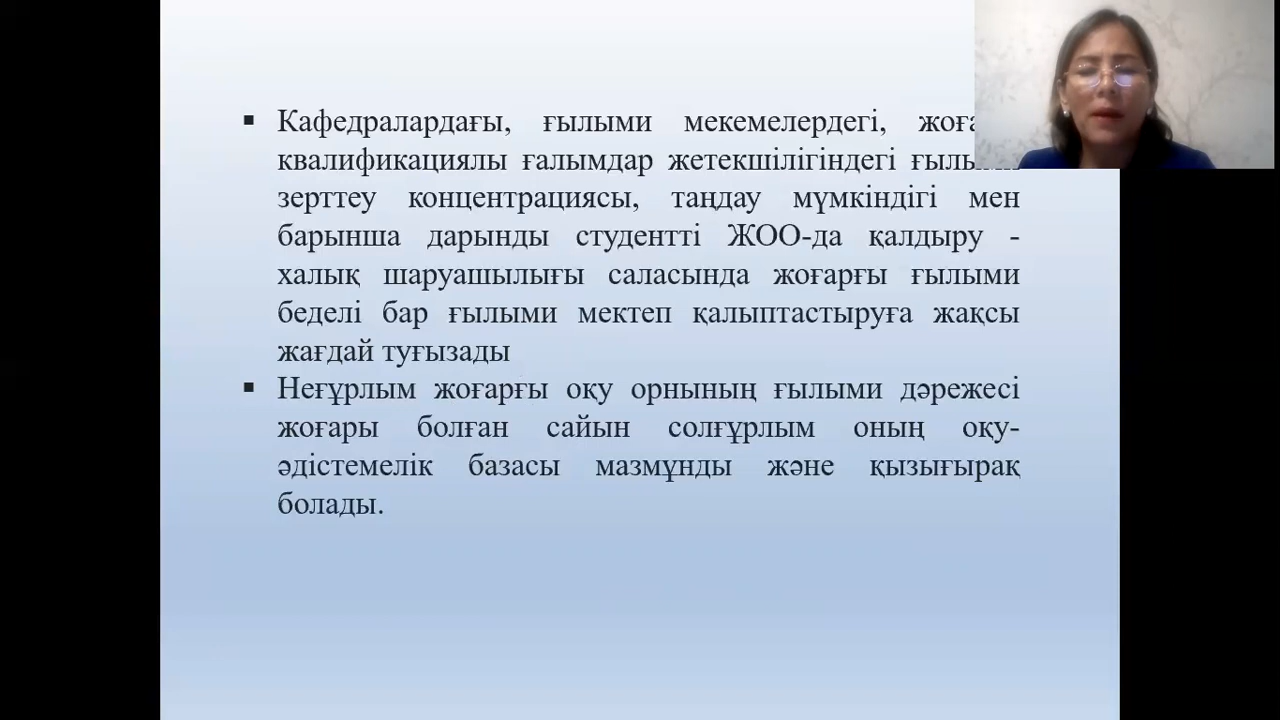 Кафедралардағы, ғылыми мекемелердегі,
квалификациялы ғалымдар жетекшілігіндегі
зерттеу концентрациясы, таңдау мүмкіндігі мен
барынша дарынды студентті ЖОО-да қалдыру -
халық шаруашылығы саласында жоғарғы ғылыми
беделі бар ғылыми мектеп қалыптастыруға жақсы
жағдай туғызады
Неғұрлым жоғарғы оқу орнының ғылыми дәрежесі
жоғары болған сайын солғұрлым оның оқу-
әдістемелік базасы мазмұнды және қызығырақ
болады.